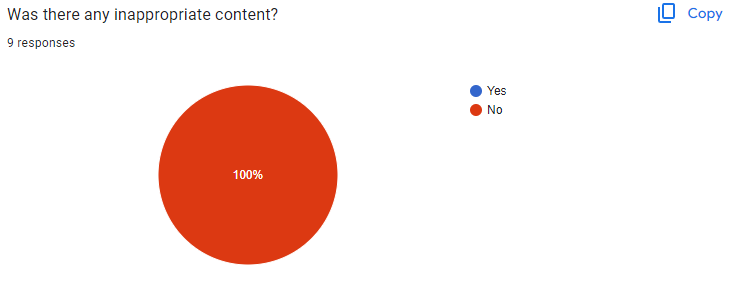 Was there any inappropriate content?
Copy
9 responses
Yes
No
100%